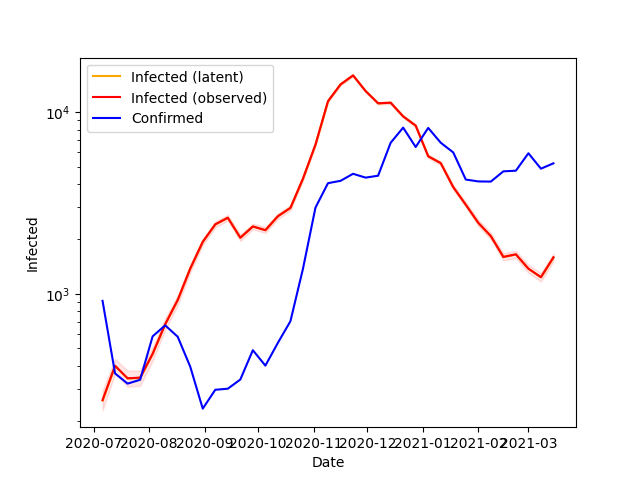 Infected (latent)
Infected (observed)
Confirmed
10⁴
10³
Infected
2020-07
2020-08
2020-09
2020-10
2020-11
2020-12
2021-01
2021-02
2021-03
Date